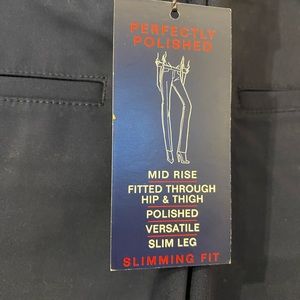 PERFECTLY
POLISHED
MID RISE
FITTED THROUGH
HIP & THIGH
POLISHED
VERSATILE
SLIM LEG
SLIMMING FIT